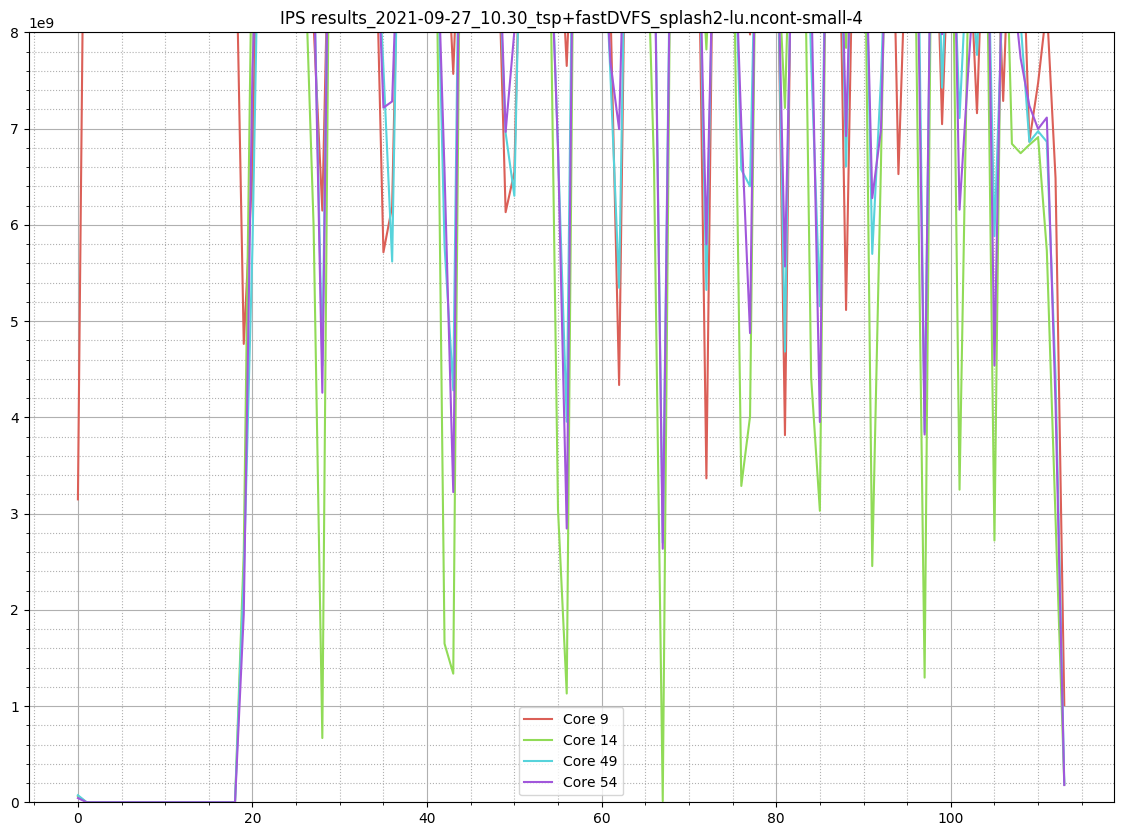 IPS results_2021-09-27_10.30_tsp+fastDVFS_splash2-lu.ncont-small-4
1e9
8
7
6
5
4
3
2
1
0
Core 9
Core 14
Core 49
Core 54
0 20 40 60 80 100